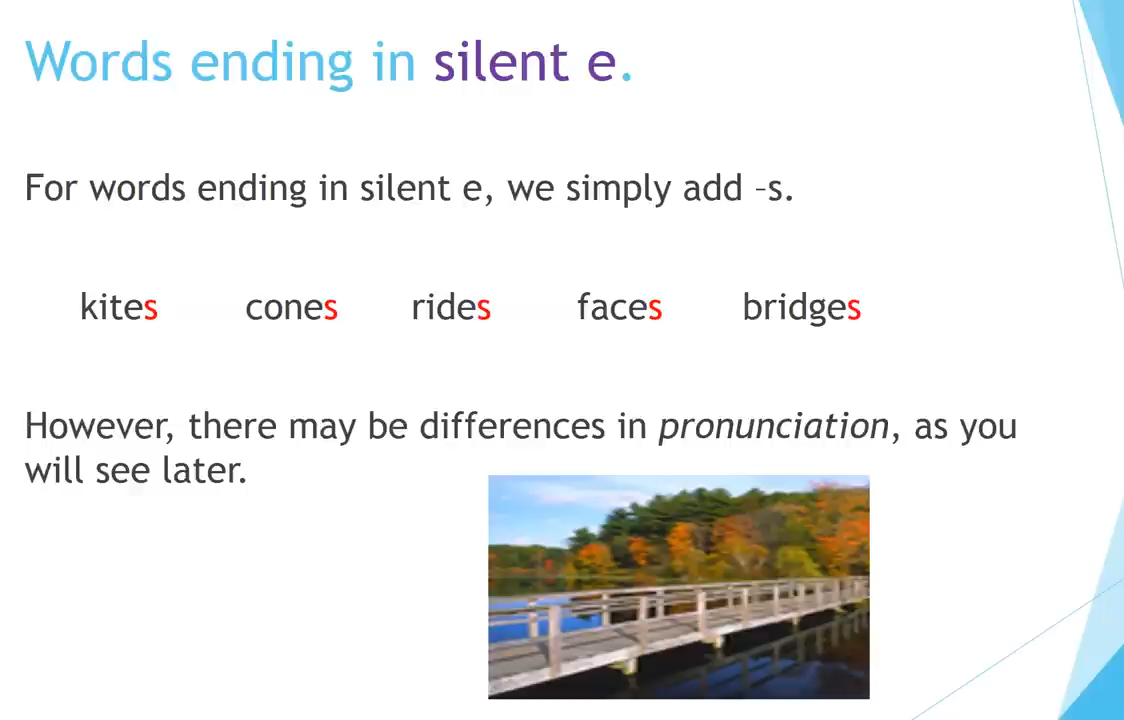 Words ending in silent e.
For words ending in silent e, we simply add –s.
kites cones rides faces bridges
However, there may be differences in pronunciation, as you
will see later.